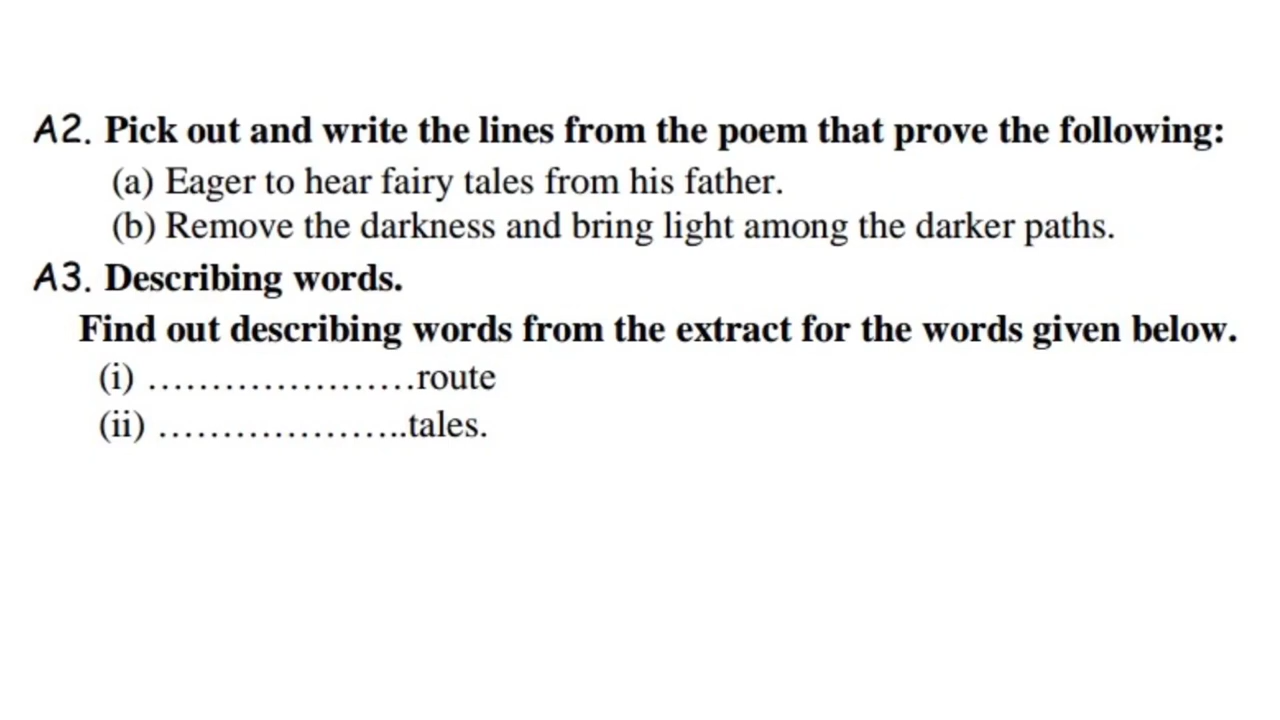 A2. Pick out and write the lines from the poem that prove the following:
(a) Eager to hear fairy tales from his father.
(b) Remove the darkness and bring light among the darker paths.
A3. Describing words.
Find out describing words from the extract for the words given below.
(i) .....................route
(ii) ....................tales.